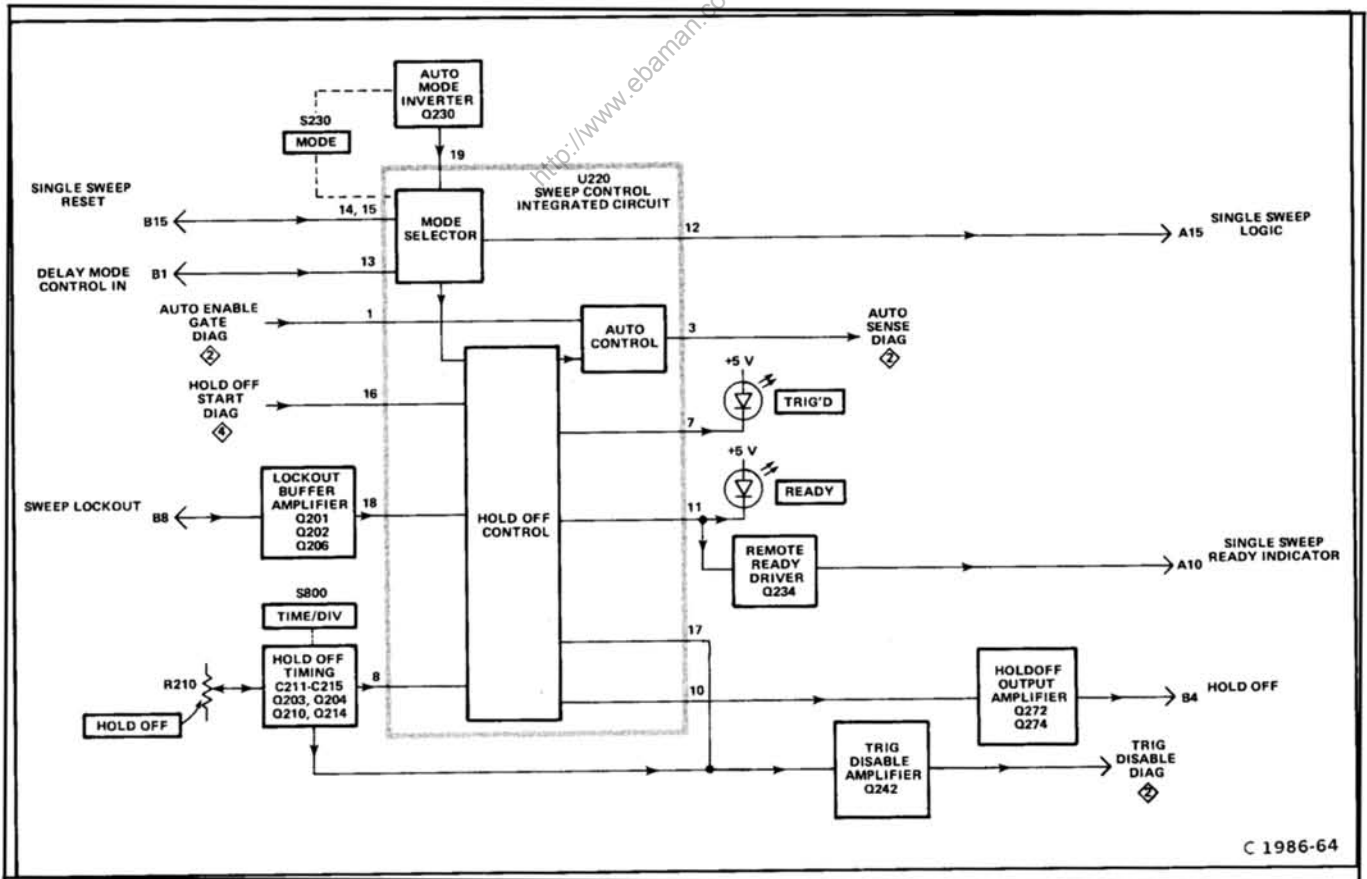 http://www.ebaman.co
AUTO
MODE
INVERTER
Q230
S230
MODE
19
U220
SWEEP CONTROL
INTEGRATED CIRCUIT
SINGLE SWEEP
RESET
B15
14, 15
MODE
SELECTOR
12
A15
SINGLE SWEEP
LOGIC
DELAY MODE
CONTROL IN
B1
13
AUTO ENABLE
GATE
DIAG
2
1
AUTO
CONTROL
3
AUTO
SENSE
DIAG
2
HOLD OFF
START
DIAG
4
16
+5 V
TRIG'D
7
+5 V
READY
SWEEP LOCKOUT
B8
LOCKOUT
BUFFER
AMPLIFIER
Q201
Q202
Q206
18
HOLD OFF
CONTROL
11
REMOTE
READY
DRIVER
Q234
A10
SINGLE SWEEP
READY INDICATOR
S800
TIME/DIV
R210
HOLD OFF
HOLD OFF
TIMING
C211-C215
Q203, Q204
Q210, Q214
8
17
10
HOLDOFF
OUTPUT
AMPLIFIER
Q272
Q274
B4
HOLD OFF
TRIG
DISABLE
AMPLIFIER
Q242
TRIG
DISABLE
DIAG
2
C 1986-64